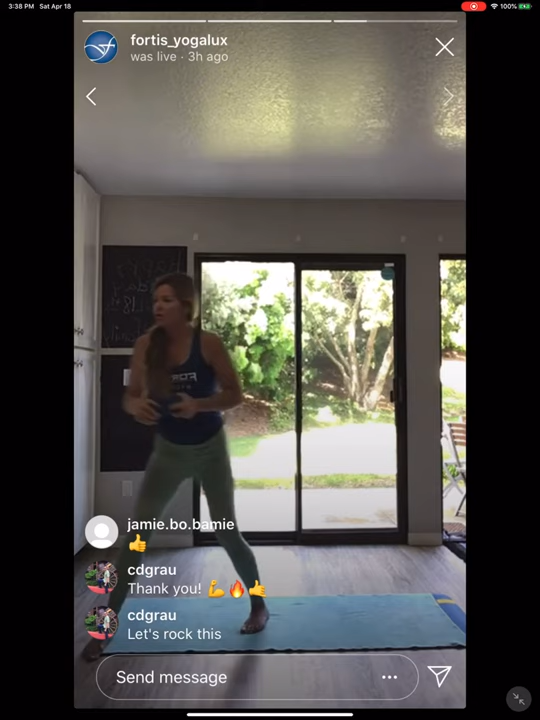 3:38 PM Sat Apr 18
100%
fortis_yogalux
was live · 3h ago
jamie.bo.bamie
👍
cdgrau
Thank you! 💪🔥👍
cdgrau
Let's rock this
Send message